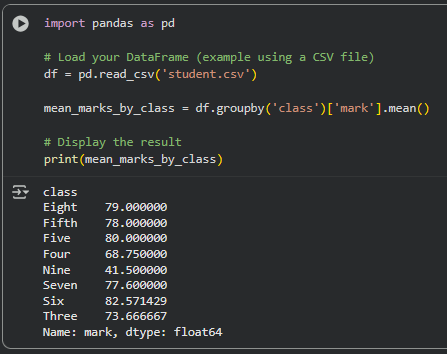 import pandas as pd
# Load your DataFrame (example using a CSV file)
df = pd.read_csv('student.csv')
mean_marks_by_class = df.groupby('class')['mark'].mean()
# Display the result
print(mean_marks_by_class)
class
Eight    79.000000
Fifth    78.000000
Five     80.000000
Four     68.750000
Nine     41.500000
Seven    77.600000
Six      82.571429
Three    73.666667
Name: mark, dtype: float64